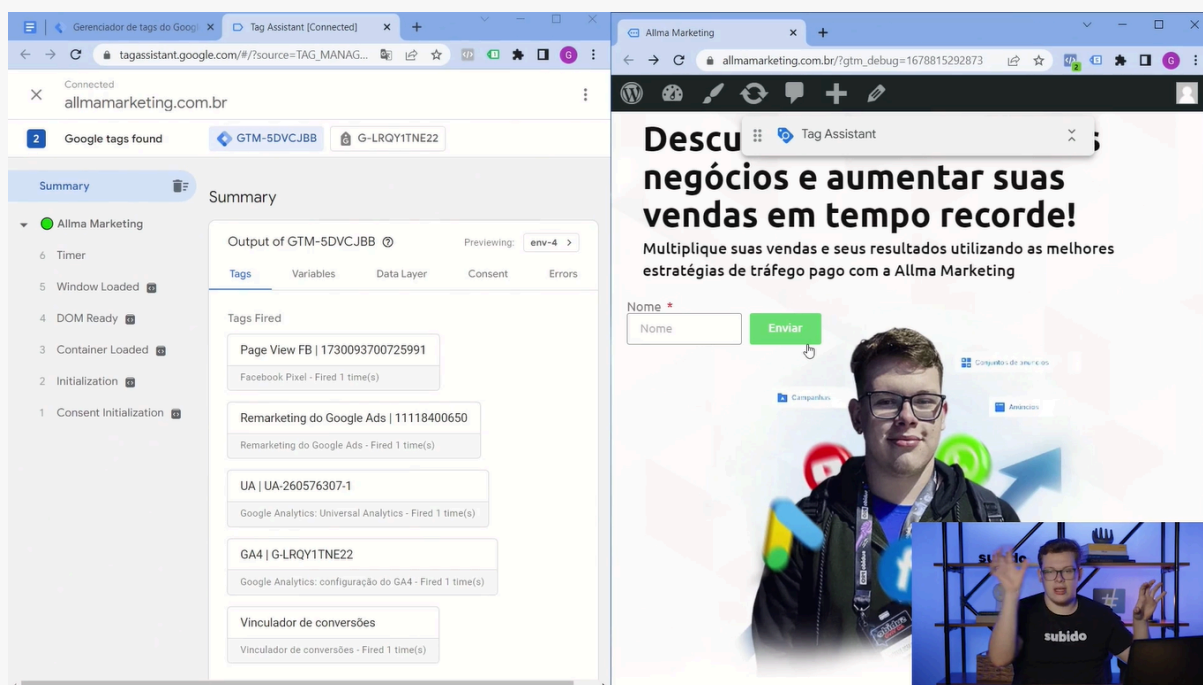 Gerenciador de tags do Goog
Tag Assistant [Connected]
tagassistant.google.com/#/?source=TAG_MANAG...
G
Connected
allmamarketing.com.br
2 Google tags found
GTM-5DVCJBB
G-LRQY1TNE22
Summary
Allma Marketing
6 Timer
5 Window Loaded
4 DOM Ready
3 Container Loaded
2 Initialization
1 Consent Initialization
Summary
Output of GTM-5DVCJBB
Previewing: env-4
Tags Variables Data Layer Consent Errors
Tags Fired
Page View FB | 1730093700725991
Facebook Pixel - Fired 1 time(s)
Remarketing do Google Ads | 11118400650
Remarketing do Google Ads - Fired 1 time(s)
UA | UA-260576307-1
Google Analytics: Universal Analytics - Fired 1 time(s)
GA4 | G-LRQY1TNE22
Google Analytics: configuração do GA4 - Fired 1 time(s)
Vinculador de conversões
Vinculador de conversões - Fired 1 time(s)
Allma Marketing
allmamarketing.com.br/?gtm_debug=1678815292873
2
G
Tag Assistant
Descu s
negócios e aumentar suas
vendas em tempo recorde!
Multiplique suas vendas e seus resultados utilizando as melhores
estratégias de tráfego pago com a Allma Marketing
Nome *
Nome
Enviar
Conjuntos de anúncios
Campanhas
Anúncios
subido
#